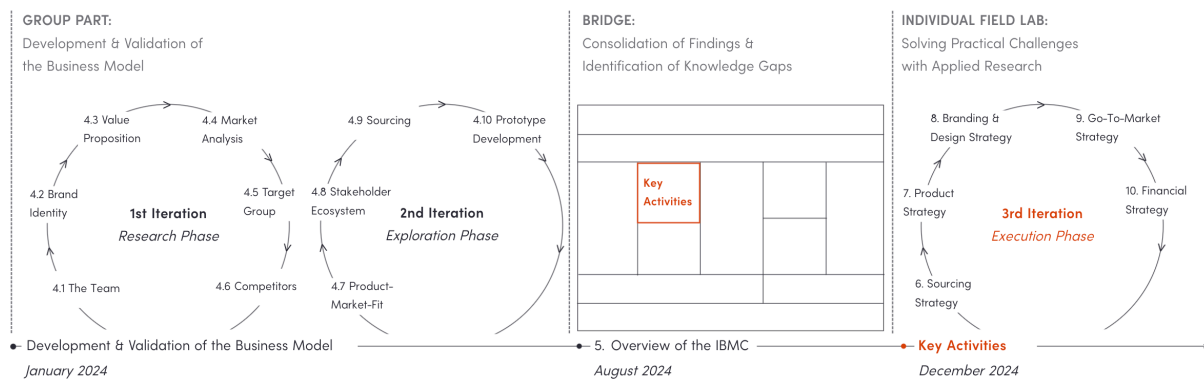 GROUP PART:
Development & Validation of
the Business Model
BRIDGE:
Consolidation of Findings &
Identification of Knowledge Gaps
INDIVIDUAL FIELD LAB:
Solving Practical Challenges
with Applied Research
4.3 Value
Proposition
4.4 Market
Analysis
4.2 Brand
Identity
4.5 Target
Group
1st Iteration
Research Phase
4.1 The Team
4.6 Competitors
4.9 Sourcing
4.10 Prototype
Development
4.8 Stakeholder
Ecosystem
2nd Iteration
Exploration Phase
4.7 Product-
Market-Fit
Key
Activities
8. Branding &
Design Strategy
9. Go-To-Market
Strategy
7. Product
Strategy
10. Financial
Strategy
3rd Iteration
Execution Phase
6. Sourcing
Strategy
Development & Validation of the Business Model
January 2024
5. Overview of the IBMC
August 2024
Key Activities
December 2024